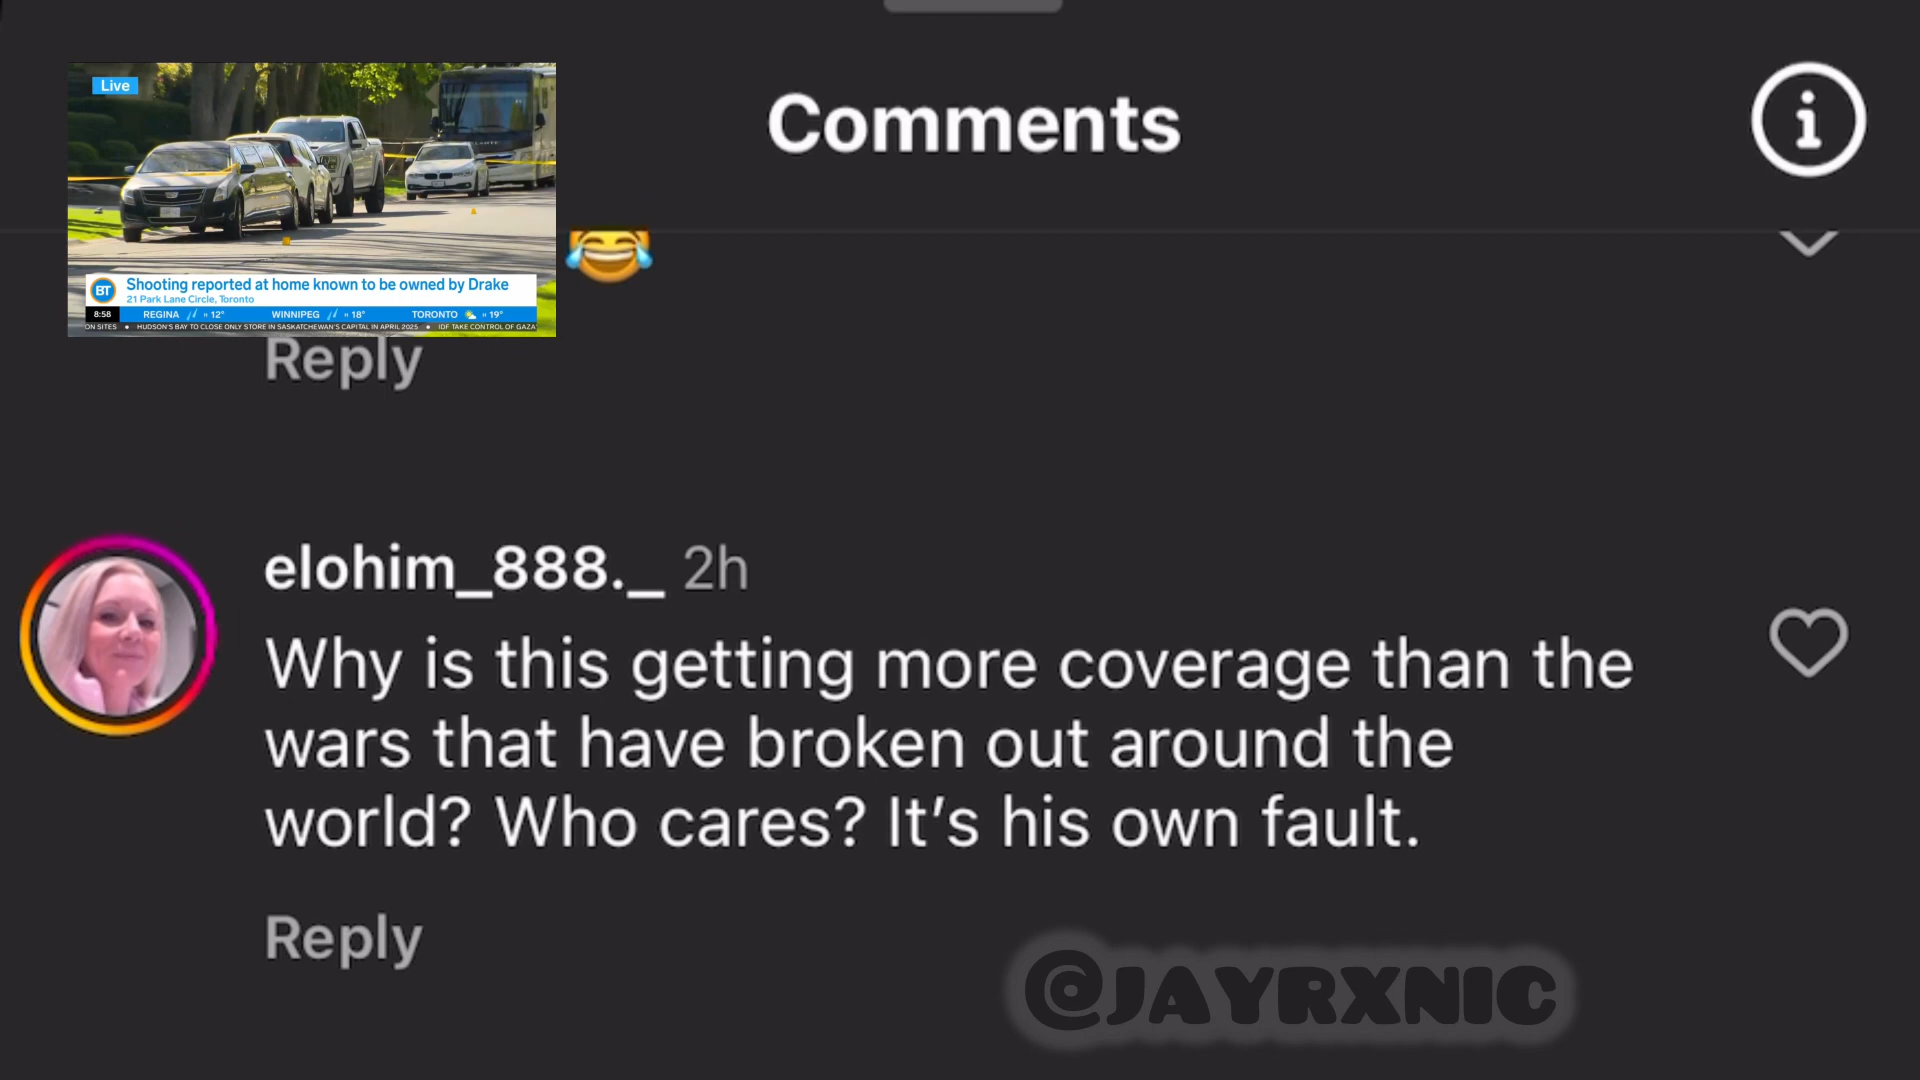 Comments
Live
BT
Shooting reported at home known to be owned by Drake
21 Park Lane Circle, Toronto
8:58 REGINA 12° WINNIPEG 18° TORONTO 19°
ON SITES • HUDSON'S BAY TO CLOSE ONLY STORE IN SASKATCHEWAN'S CAPITAL IN APRIL 2025 • IDF TAKE CONTROL OF GAZA
Reply
elohim_888._ 2h
Why is this getting more coverage than the
wars that have broken out around the
world? Who cares? It's his own fault.
Reply
@JAYRXNIC